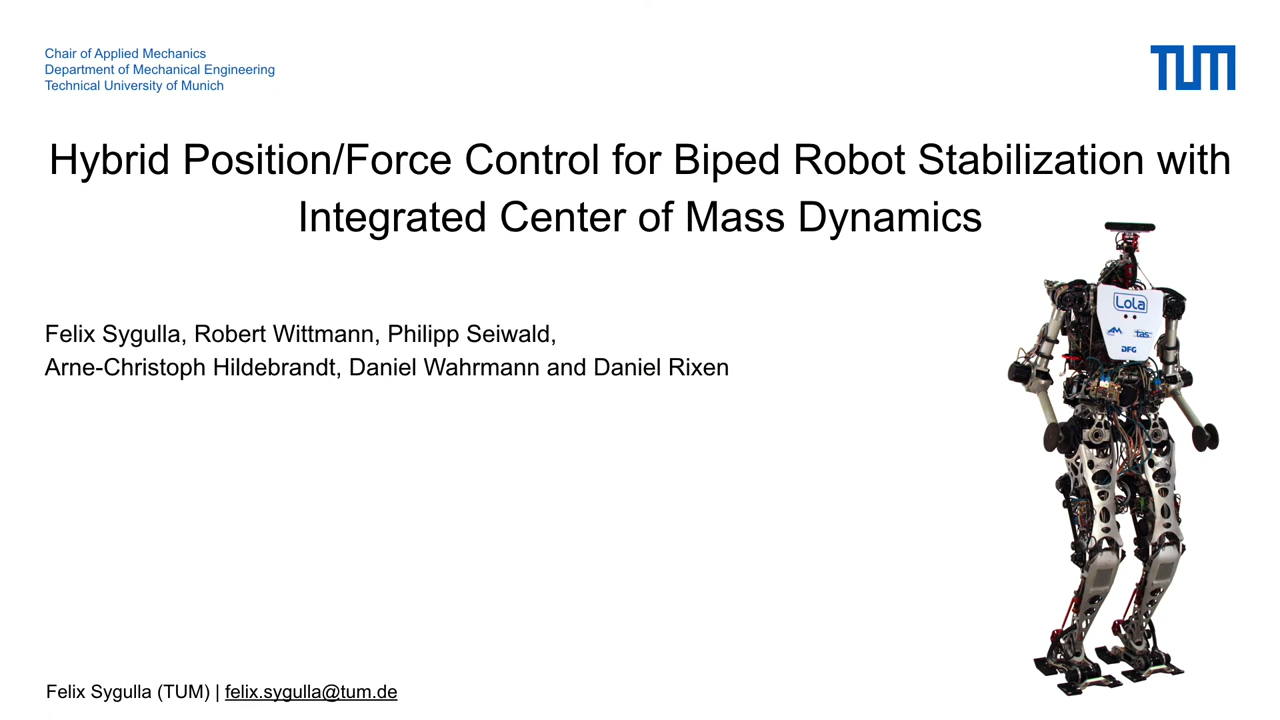 Chair of Applied Mechanics
Department of Mechanical Engineering
Technical University of Munich
TUM
Hybrid Position/Force Control for Biped Robot Stabilization with
Integrated Center of Mass Dynamics
Felix Sygulla, Robert Wittmann, Philipp Seiwald,
Arne-Christoph Hildebrandt, Daniel Wahrmann and Daniel Rixen
Lola
AM tas
DFG
Felix Sygulla (TUM) | felix.sygulla@tum.de